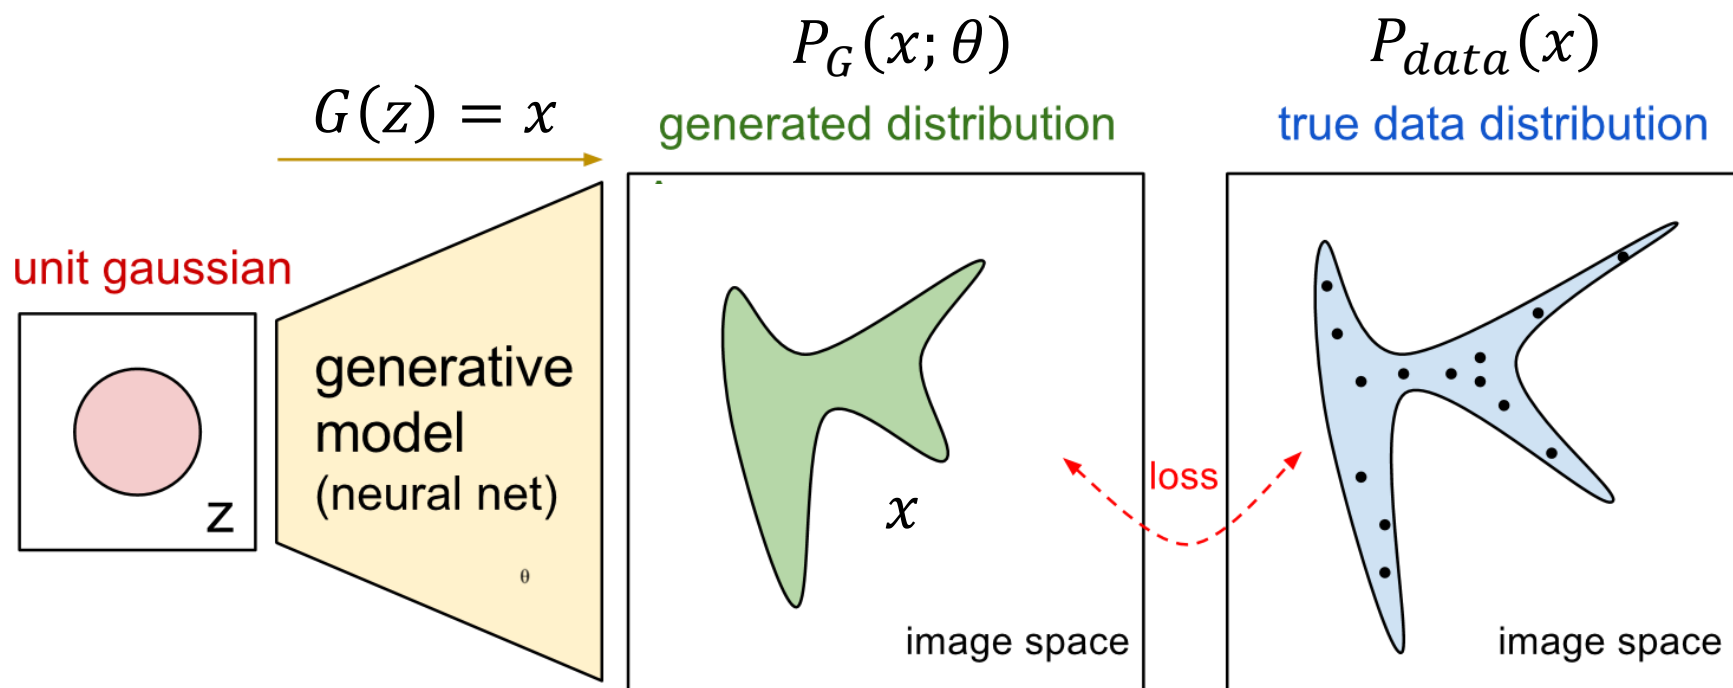 P_G(x; θ)
P_data(x)
G(z) = x
generated distribution
true data distribution
unit gaussian
z
generative
model
(neural net)
θ
x
loss
image space
image space